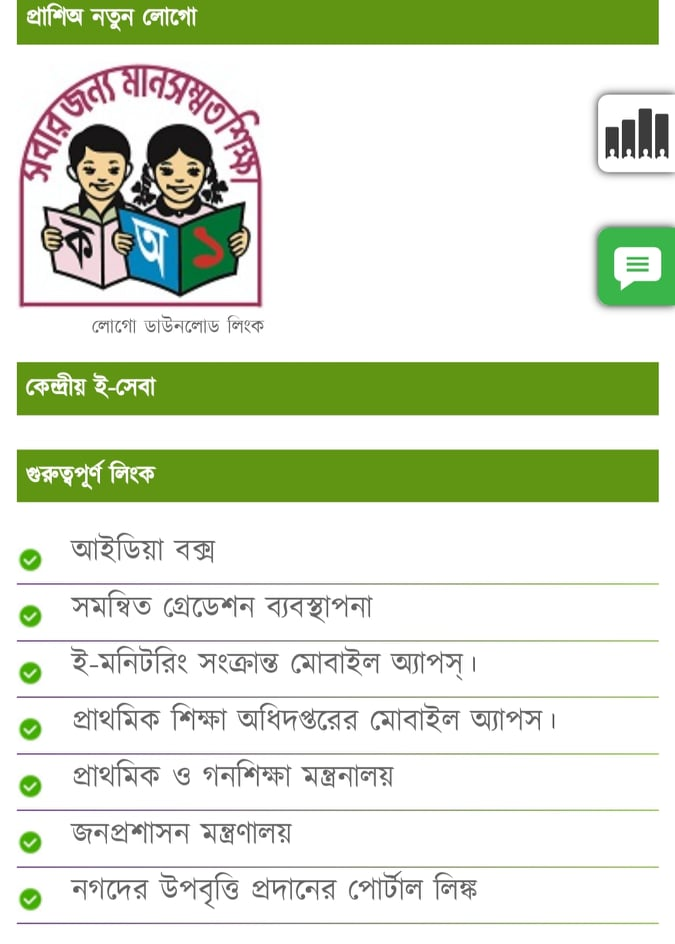 প্রাশিঅ নতুন লোগো
সবার জন্য মানসম্মত শিক্ষা
ক অ ১
লোগো ডাউনলোড লিংক
কেন্দ্রীয় ই-সেবা
গুরুত্বপূর্ণ লিংক
আইডিয়া বক্স
সমন্বিত গ্রেডেশন ব্যবস্থাপনা
ই-মনিটরিং সংক্রান্ত মোবাইল অ্যাপস্।
প্রাথমিক শিক্ষা অধিদপ্তরের মোবাইল অ্যাপস।
প্রাথমিক ও গনশিক্ষা মন্ত্রনালয়
জনপ্রশাসন মন্ত্রণালয়
নগদের উপবৃত্তি প্রদানের পোর্টাল লিঙ্ক